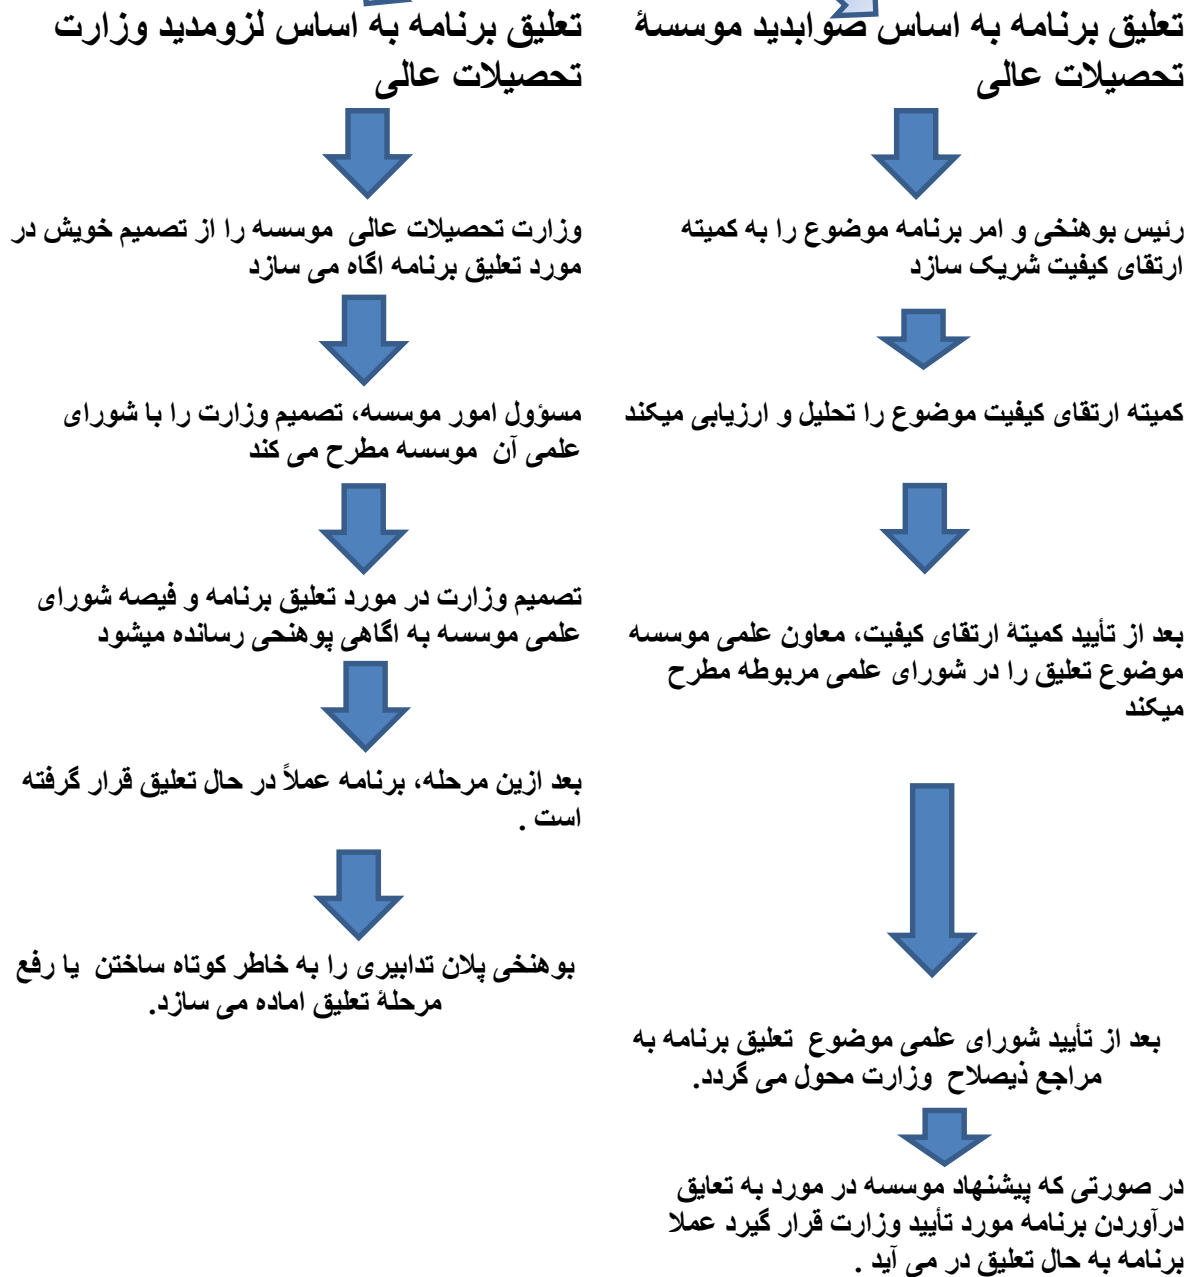 تعلیق برنامه به اساس صوابدید موسسۀ
تحصیلات عالی
رئیس بوهنخی و امر برنامه موضوع را به کمیته
ارتقای کیفیت شریک سازد
کمیته ارتقای کیفیت موضوع را تحلیل و ارزیابی میکند
بعد از تأیید کمیتۀ ارتقای کیفیت، معاون علمی موسسه
موضوع تعلیق را در شورای علمی مربوطه مطرح
میکند
بعد از تأیید شورای علمی موضوع تعلیق برنامه به
مراجع ذیصلاح وزارت محول می گردد.
در صورتی که پیشنهاد موسسه در مورد به تعایق
درآوردن برنامه مورد تأیید وزارت قرار گیرد عملا
برنامه به حال تعلیق در می آید .
تعلیق برنامه به اساس لزومدید وزارت
تحصیلات عالی
وزارت تحصیلات عالی موسسه را از تصمیم خویش در
مورد تعلیق برنامه اگاه می سازد
مسؤول امور موسسه، تصمیم وزارت را با شورای
علمی آن موسسه مطرح می کند
تصمیم وزارت در مورد تعلیق برنامه و فیصه شورای
علمی موسسه به اگاهی پوهنحی رسانده میشود
بعد ازین مرحله، برنامه عملاً در حال تعلیق قرار گرفته
است .
بوهنخی پلان تدابیری را به خاطر کوتاه ساختن یا رفع
مرحلۀ تعلیق اماده می سازد.